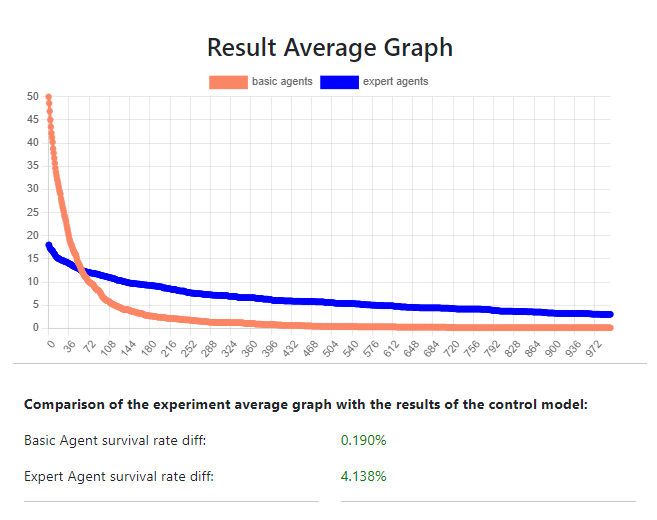 Result Average Graph
basic agents expert agents
50
45
40
35
30
25
20
15
10
5
0
0 36 72 108 144 180 216 252 288 324 360 396 432 468 504 540 576 612 648 684 720 756 792 828 864 900 936 972
Comparison of the experiment average graph with the results of the control model:
Basic Agent survival rate diff: 0.190%
Expert Agent survival rate diff: 4.138%